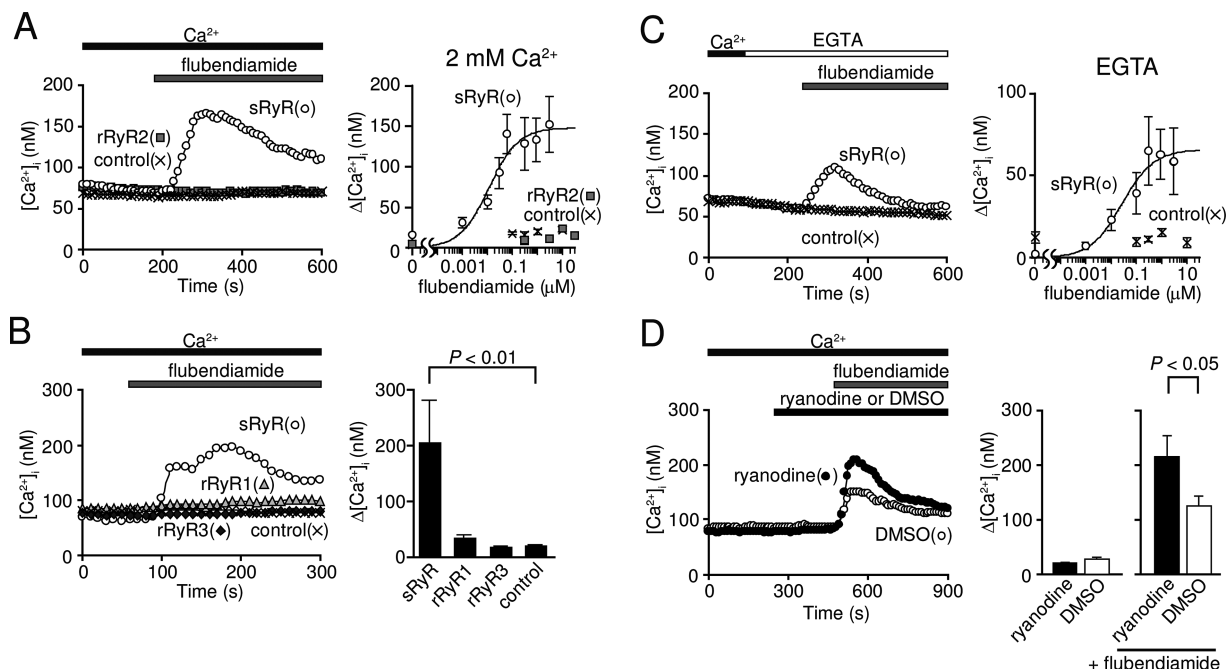 A
Ca²⁺
flubendiamide
200
150
100
50
0
[Ca²⁺]ᵢ (nM)
sRyR(○)
rRyR2(■)
control(×)
0 200 400 600
Time (s)
2 mM Ca²⁺
200
150
100
50
0
Δ[Ca²⁺]ᵢ (nM)
sRyR(○)
rRyR2(■)
control(×)
0 0.001 0.1 10
flubendiamide (μM)
B
Ca²⁺
flubendiamide
300
200
100
0
[Ca²⁺]ᵢ (nM)
sRyR(○)
rRyR1(▲)
rRyR3(◆) control(×)
0 100 200 300
Time (s)
P < 0.01
300
200
100
0
Δ[Ca²⁺]ᵢ (nM)
sRyR
rRyR1
rRyR3
control
C
Ca²⁺ EGTA
flubendiamide
200
150
100
50
0
[Ca²⁺]ᵢ (nM)
sRyR(○)
control(×)
0 200 400 600
Time (s)
EGTA
100
50
0
Δ[Ca²⁺]ᵢ (nM)
sRyR(○)
control(×)
0 0.001 0.1 10
flubendiamide (μM)
D
Ca²⁺
flubendiamide
ryanodine or DMSO
300
200
100
0
[Ca²⁺]ᵢ (nM)
ryanodine(●)
DMSO(○)
0 300 600 900
Time (s)
P < 0.05
300
200
100
0
Δ[Ca²⁺]ᵢ (nM)
ryanodine
DMSO
300
200
100
0
ryanodine
DMSO
+ flubendiamide